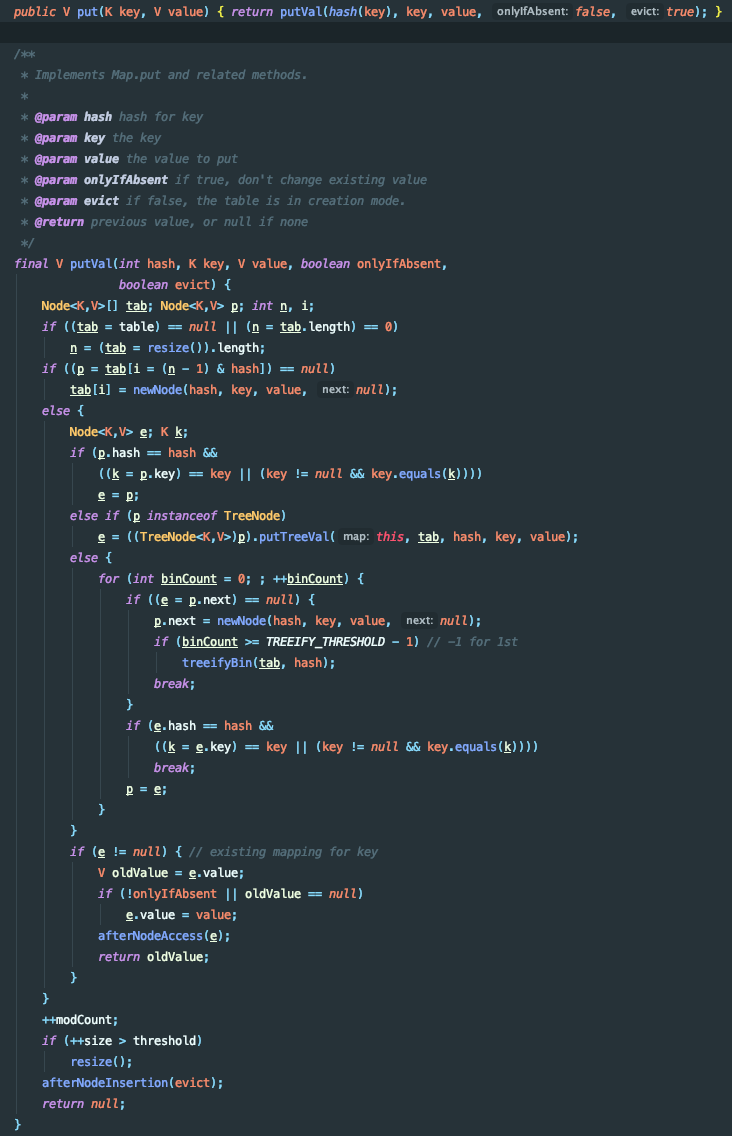 public V put(K key, V value) { return putVal(hash(key), key, value, onlyIfAbsent: false, evict: true); }
/**
 * Implements Map.put and related methods.
 *
 * @param hash hash for key
 * @param key the key
 * @param value the value to put
 * @param onlyIfAbsent if true, don't change existing value
 * @param evict if false, the table is in creation mode.
 * @return previous value, or null if none
 */
final V putVal(int hash, K key, V value, boolean onlyIfAbsent,
               boolean evict) {
    Node<K,V>[] tab; Node<K,V> p; int n, i;
    if ((tab = table) == null || (n = tab.length) == 0)
        n = (tab = resize()).length;
    if ((p = tab[i = (n - 1) & hash]) == null)
        tab[i] = newNode(hash, key, value, next: null);
    else {
        Node<K,V> e; K k;
        if (p.hash == hash &&
            ((k = p.key) == key || (key != null && key.equals(k))))
            e = p;
        else if (p instanceof TreeNode)
            e = ((TreeNode<K,V>)p).putTreeVal( map: this, tab, hash, key, value);
        else {
            for (int binCount = 0; ; ++binCount) {
                if ((e = p.next) == null) {
                    p.next = newNode(hash, key, value, next: null);
                    if (binCount >= TREEIFY_THRESHOLD - 1) // -1 for 1st
                        treeifyBin(tab, hash);
                    break;
                }
                if (e.hash == hash &&
                    ((k = e.key) == key || (key != null && key.equals(k))))
                    break;
                p = e;
            }
        }
        if (e != null) { // existing mapping for key
            V oldValue = e.value;
            if (!onlyIfAbsent || oldValue == null)
                e.value = value;
            afterNodeAccess(e);
            return oldValue;
        }
    }
    ++modCount;
    if (++size > threshold)
        resize();
    afterNodeInsertion(evict);
    return null;
}